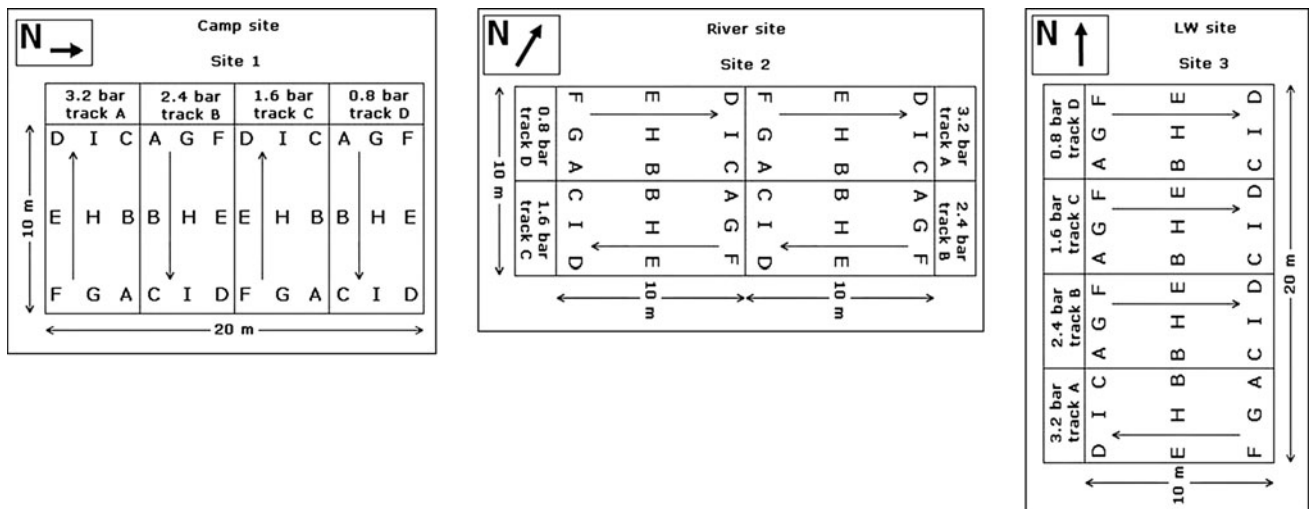 N
Camp site
Site 1
3.2 bar 2.4 bar 1.6 bar 0.8 bar
track A track B track C track D
D I C A G F D I C A G F
E H B B H E E H B B H E
F G A C I D F G A C I D
10 m
20 m
N
River site
Site 2
10 m
0.8 bar
track D
1.6 bar
track C
F E D F E D
G H I G H I
A B C A B C
C B A C B A
I H G I H G
D E F D E F
3.2 bar
track A
2.4 bar
track B
10 m
10 m
N
LW site
Site 3
0.8 bar
track D
F E D
G H I
A B C
1.6 bar
track C
F E D
G H I
A B C
2.4 bar
track B
F E D
G H I
A B C
3.2 bar
track A
C B A
I H G
D E F
20 m
10 m